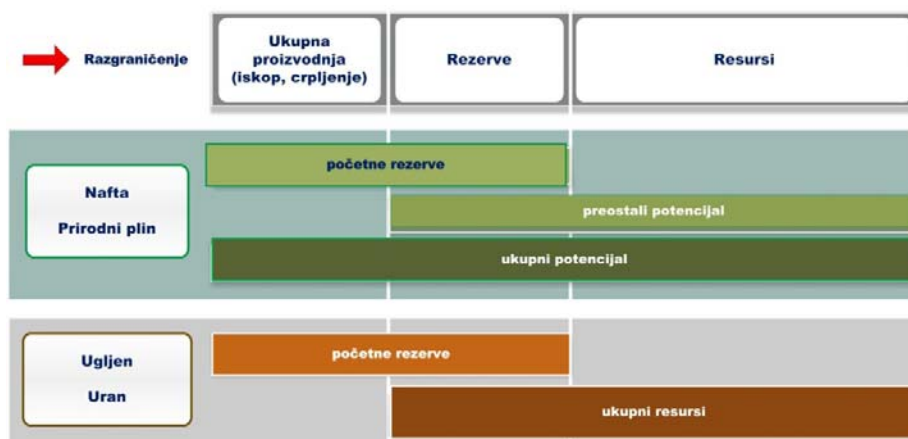 Razgraničenje
Ukupna
proizvodnja
(iskop, crpljenje)
Rezerve
Resursi
Nafta
Prirodni plin
početne rezerve
preostali potencijal
ukupni potencijal
Ugljen
Uran
početne rezerve
ukupni resursi